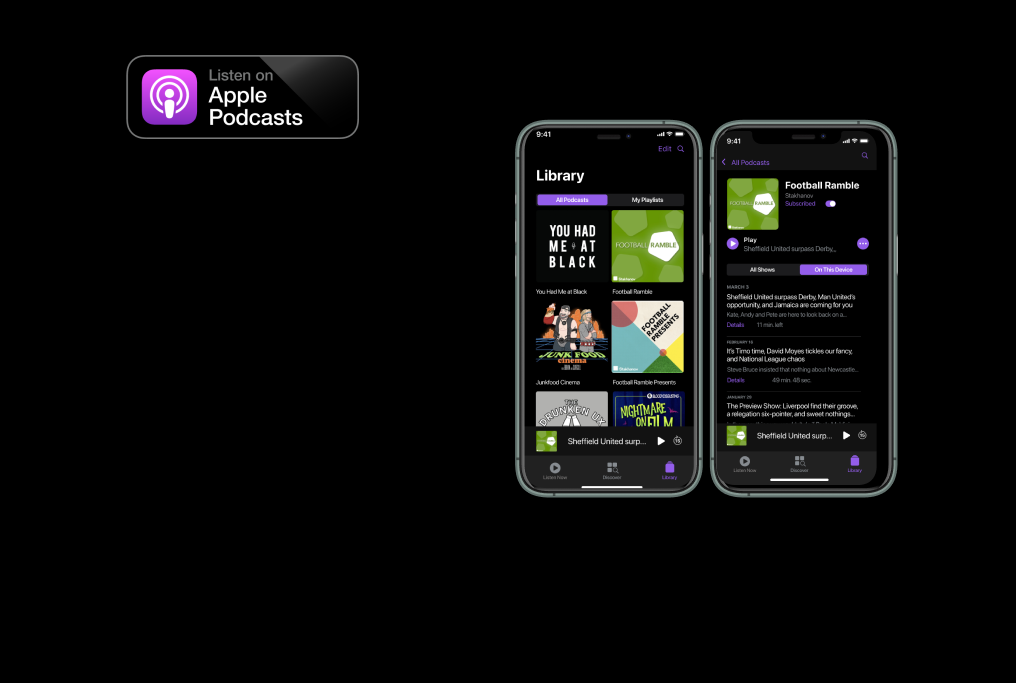 Listen on
Apple
Podcasts
9:41
Edit
Library
All Podcasts
My Playlists
YOU HAD
ME AT
BLACK
FOOTBALL RAMBLE
Stakhanov
You Had Me at Black
Football Ramble
JUNK FOOD
cinema
FOOTBALL
RAMBLE
PRESENTS
Stakhanov
Junkfood Cinema
Football Ramble Presents
THE
DRUNKEN UX
NIGHTMARE
ON FILM
Sheffield United surp...
15
Listen Now
Discover
Library
9:41
All Podcasts
FOOTBALL RAMBLE
Stakhanov
Football Ramble
Stakhanov
Subscribed
Play
Sheffield United surpass Derby,...
All Shows
On This Device
MARCH 3
Sheffield United surpass Derby, Man United's
opportunity, and Jamaica are coming for you
Kate, Andy and Pete are here to look back on a...
Details
11 min. left
FEBRUARY 15
It's Timo time, David Moyes tickles our fancy,
and National League chaos
Steve Bruce insisted that nothing about Newcastle...
Details
49 min. 48 sec.
JANUARY 29
The Preview Show: Liverpool find their groove,
a relegation six-pointer, and sweet nothings...
Sheffield United surp...
15
Listen Now
Discover
Library